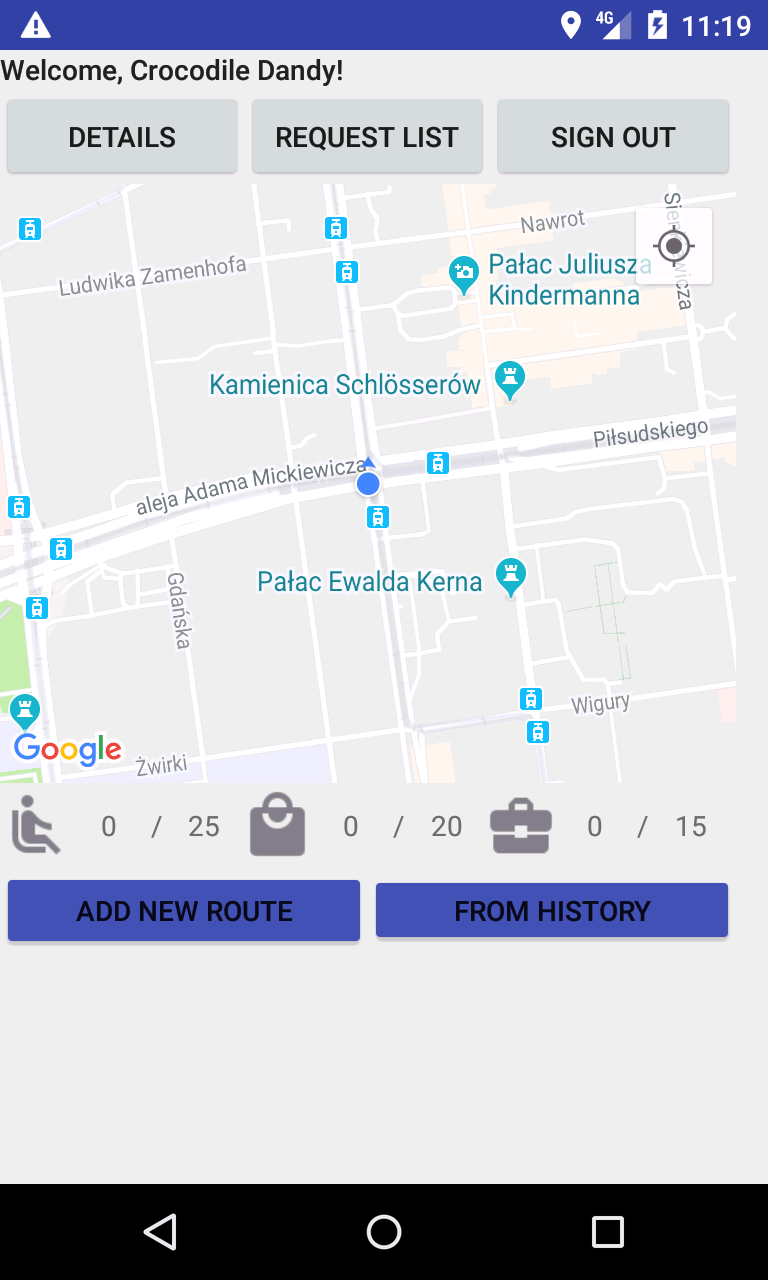 4G 11:19
Welcome, Crocodile Dandy!
DETAILS REQUEST LIST SIGN OUT
Nawrot
Ludwika Zamenhofa
Pałac Juliusza
Kindermanna
Kamienica Schlösserów
Piłsudskiego
aleja Adama Mickiewicza
Pałac Ewalda Kerna
Gdańska
Wigury
Google
Żwirki
0 / 25 0 / 20 0 / 15
ADD NEW ROUTE FROM HISTORY